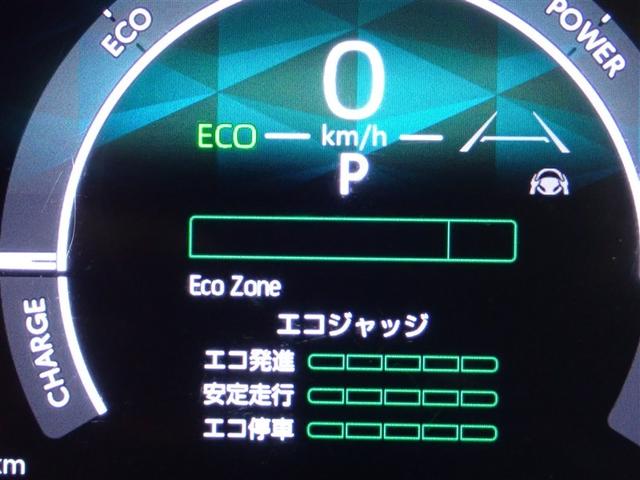 ECO
POWER
0
ECO km/h
P
Eco Zone
エコジャッジ
エコ発進
安定走行
エコ停車
CHARGE
km